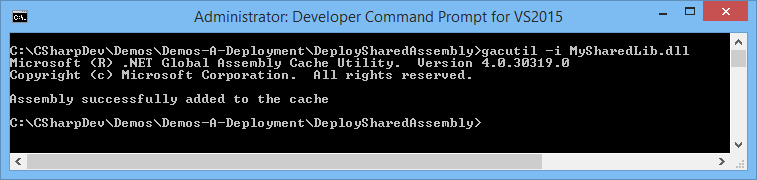 Administrator: Developer Command Prompt for VS2015
C:\CSharpDev\Demos\Demos-A-Deployment\DeploySharedAssembly>gacutil -i MySharedLib.dll
Microsoft (R) .NET Global Assembly Cache Utility.  Version 4.0.30319.0
Copyright (c) Microsoft Corporation.  All rights reserved.
Assembly successfully added to the cache
C:\CSharpDev\Demos\Demos-A-Deployment\DeploySharedAssembly>